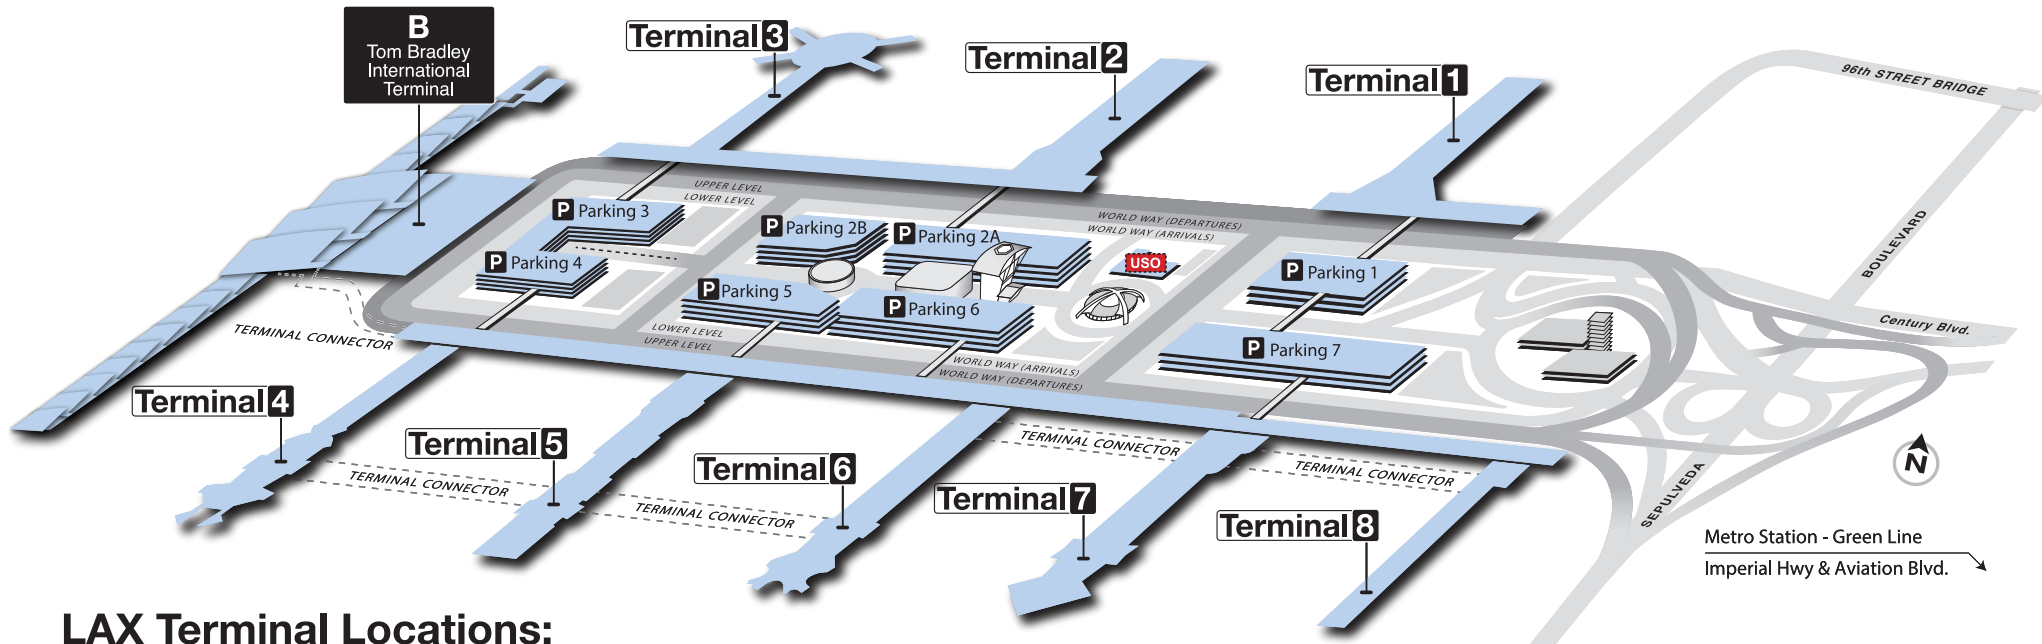 B
Tom Bradley
International
Terminal
Terminal 3
Terminal 2
Terminal 1
96th STREET BRIDGE
BOULEVARD
UPPER LEVEL
LOWER LEVEL
WORLD WAY (DEPARTURES)
WORLD WAY (ARRIVALS)
P Parking 3
P Parking 2B
P Parking 2A
USO
P Parking 4
P Parking 1
P Parking 5
P Parking 6
P Parking 7
Century Blvd.
TERMINAL CONNECTOR
LOWER LEVEL
UPPER LEVEL
WORLD WAY (ARRIVALS)
WORLD WAY (DEPARTURES)
Terminal 4
Terminal 5
Terminal 6
Terminal 7
Terminal 8
TERMINAL CONNECTOR
TERMINAL CONNECTOR
TERMINAL CONNECTOR
TERMINAL CONNECTOR
SEPULVEDA
N
Metro Station - Green Line
Imperial Hwy & Aviation Blvd.
LAX Terminal Locations: